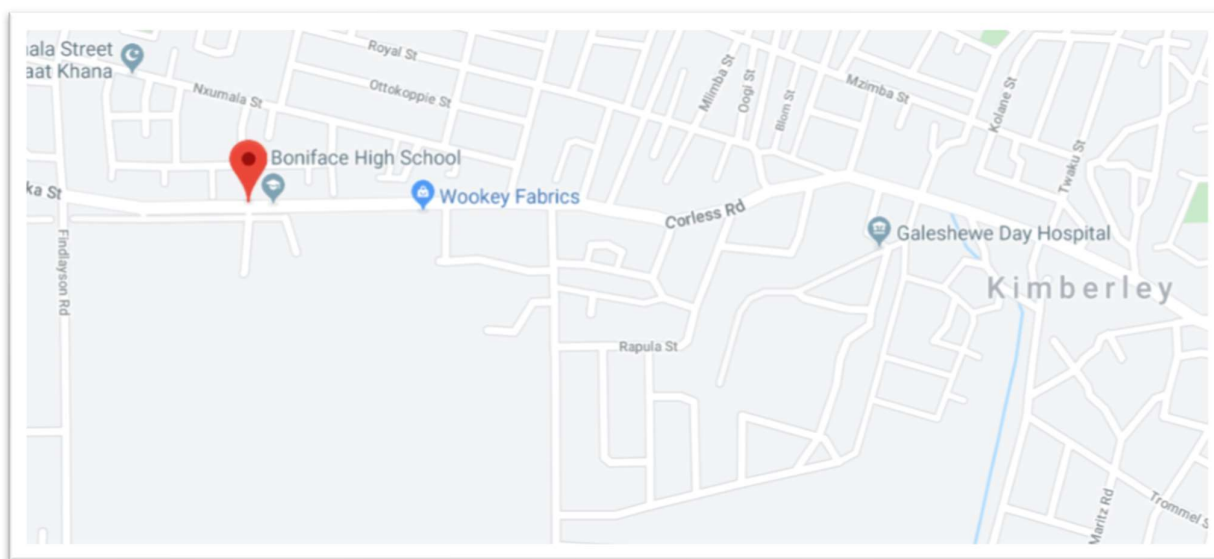 ala Street
aat Khana
Royal St
Ottokoppie St
Nxumala St
Mlimba St
Oogi St
Blom St
Mzimba St
Kolane St
Twaku St
Boniface High School
ka St
Wookey Fabrics
Corless Rd
Galeshewe Day Hospital
Findlayson Rd
Kimberley
Rapula St
Maritz Rd
Trommel S